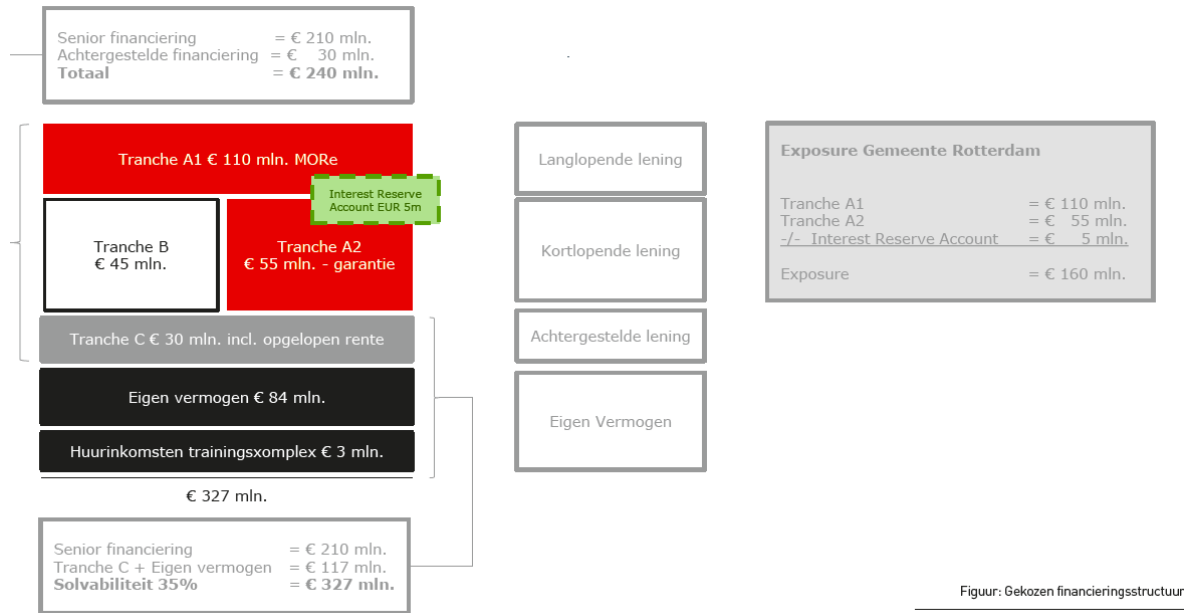 Senior financiering = € 210 mln.
Achtergestelde financiering = € 30 mln.
Totaal = € 240 mln.
Tranche A1 € 110 mln. MORe
Interest Reserve
Account EUR 5m
Tranche B
€ 45 mln.
Tranche A2
€ 55 mln. - garantie
Tranche C € 30 mln. incl. opgelopen rente
Eigen vermogen € 84 mln.
Huurinkomsten trainingsxomplex € 3 mln.
€ 327 mln.
Senior financiering = € 210 mln.
Tranche C + Eigen vermogen = € 117 mln.
Solvabiliteit 35% = € 327 mln.
Langlopende lening
Kortlopende lening
Achtergestelde lening
Eigen Vermogen
Exposure Gemeente Rotterdam
Tranche A1 = € 110 mln.
Tranche A2 = € 55 mln.
-/- Interest Reserve Account = € 5 mln.
Exposure = € 160 mln.
Figuur: Gekozen financieringsstructuur